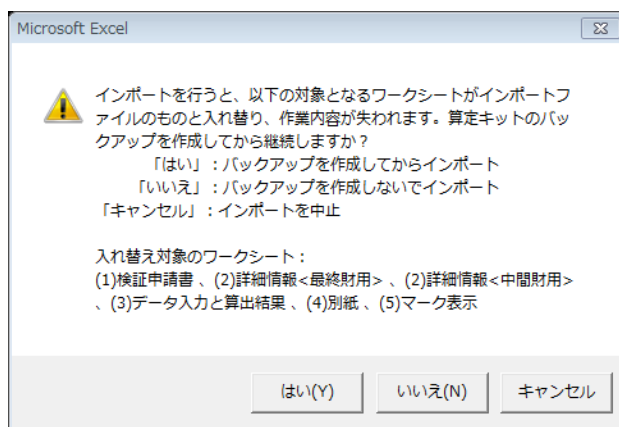 Microsoft Excel
インポートを行うと、以下の対象となるワークシートがインポートフ
ァイルのものと入れ替り、作業内容が失われます。算定キットのバッ
クアップを作成してから継続しますか？
「はい」：バックアップを作成してからインポート
「いいえ」：バックアップを作成しないでインポート
「キャンセル」：インポートを中止
入れ替え対象のワークシート：
(1)検証申請書 、(2)詳細情報<最終財用> 、(2)詳細情報<中間財用>
、(3)データ入力と算出結果 、(4)別紙 、(5)マーク表示
はい(Y)
いいえ(N)
キャンセル